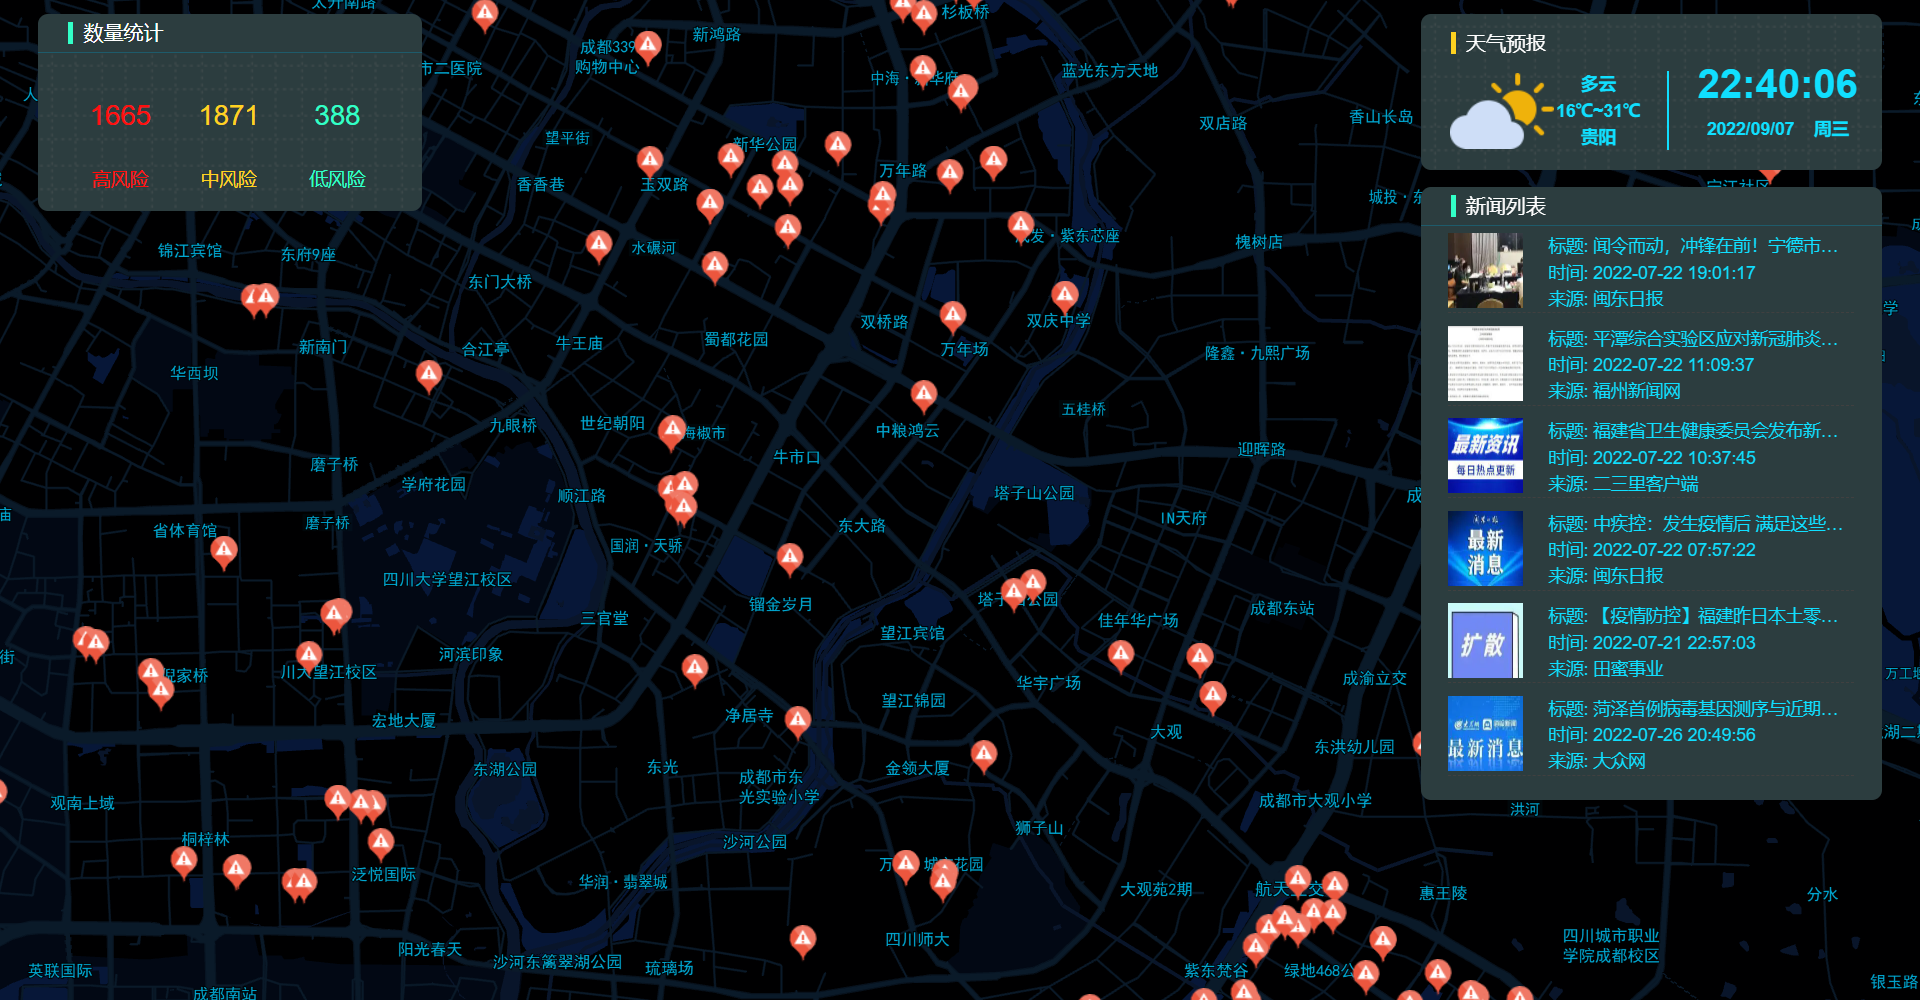 数量统计
1665
1871
388
高风险
中风险
低风险
天气预报
多云
16℃~31℃
贵阳
22:40:06
2022/09/07 周三
新闻列表
标题: 闻令而动，冲锋在前！宁德市…
时间: 2022-07-22 19:01:17
来源: 闽东日报
标题: 平潭综合实验区应对新冠肺炎…
时间: 2022-07-22 11:09:37
来源: 福州新闻网
最新资讯
每日热点更新
标题: 福建省卫生健康委员会发布新…
时间: 2022-07-22 10:37:45
来源: 二三里客户端
最新
消息
标题: 中疾控：发生疫情后 满足这些…
时间: 2022-07-22 07:57:22
来源: 闽东日报
扩散
标题: 【疫情防控】福建昨日本土零…
时间: 2022-07-21 22:57:03
来源: 田蜜事业
最新消息
标题: 菏泽首例病毒基因测序与近期…
时间: 2022-07-26 20:49:56
来源: 大众网
杉板桥
新鸿路
成都339
购物中心
市二医院
蓝光东方天地
香山长岛
双店路
望平街
新华公园
万年路
香香巷
玉双路
水碾河
紫东芯座
槐树店
锦江宾馆
东府9座
东门大桥
双桥路
双庆中学
新南门
合江亭
牛王庙
蜀都花园
万年场
隆鑫·九熙广场
华西坝
九眼桥
世纪朝阳
海椒市
中粮鸿云
五桂桥
磨子桥
牛市口
迎晖路
学府花园
顺江路
塔子山公园
省体育馆
磨子桥
东大路
IN天府
国润·天骄
四川大学望江校区
镏金岁月
三官堂
望江宾馆
佳年华广场
成都东站
倪家桥
川大望江校区
河滨印象
华宇广场
成渝立交
万工堰
宏地大厦
净居寺
望江锦园
大观
东洪幼儿园
东湖公园
东光
成都市东
光实验小学
金领大厦
观南上域
成都市大观小学
洪河
桐梓林
沙河公园
狮子山
泛悦国际
华润·翡翠城
大观苑2期
惠王陵
分水
阳光春天
四川师大
四川城市职业
学院成都校区
英联国际
沙河东篱翠湖公园
琉璃场
紫东梵谷
绿地468公
银玉路
成都南站